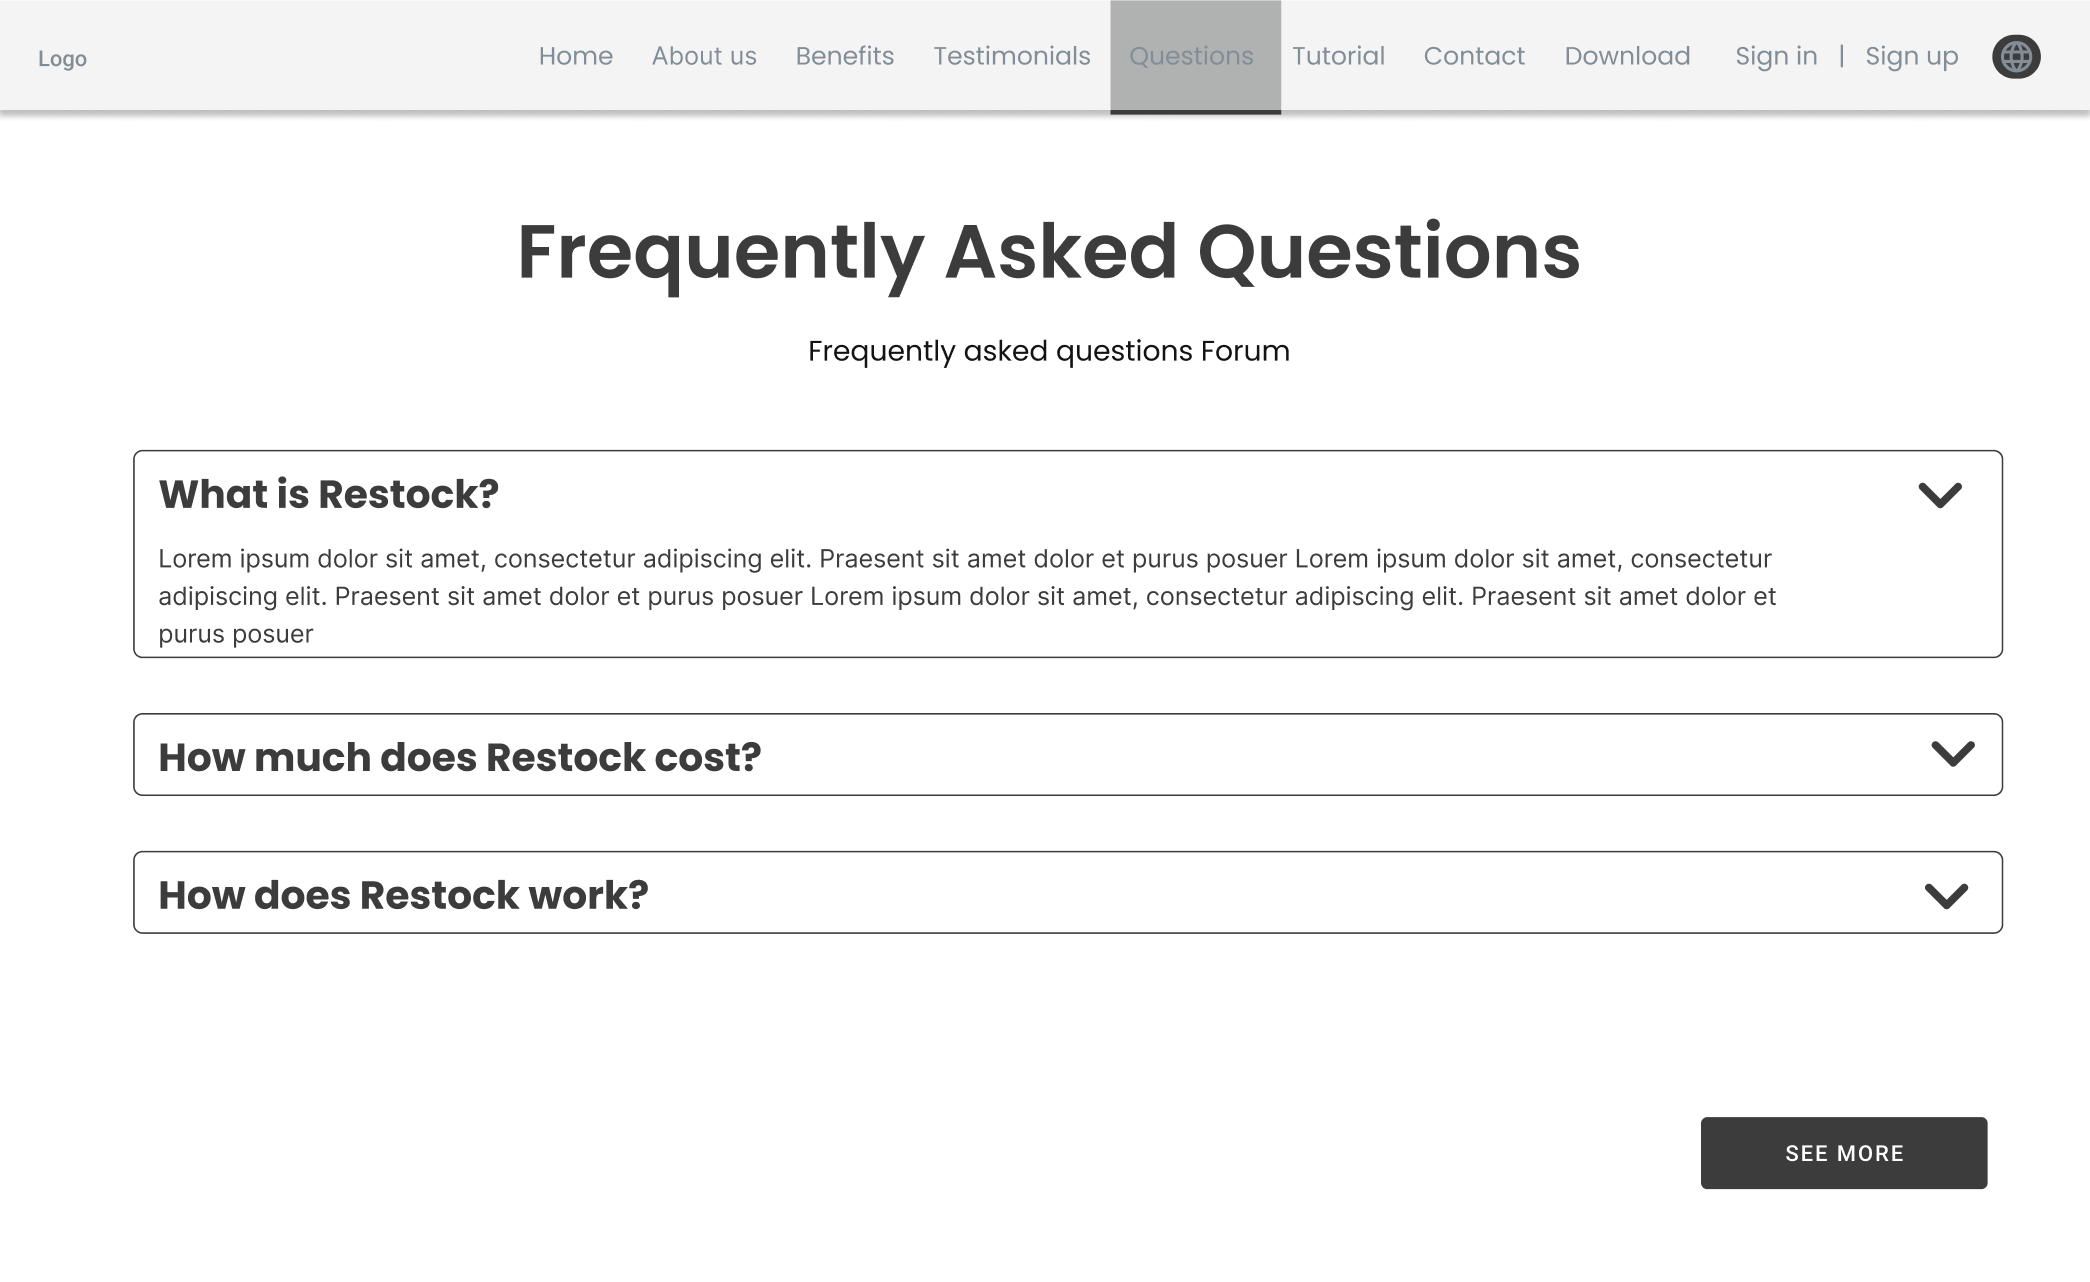 Logo
Home About us Benefits Testimonials Questions Tutorial Contact Download Sign in | Sign up
Frequently Asked Questions
Frequently asked questions Forum
What is Restock?
Lorem ipsum dolor sit amet, consectetur adipiscing elit. Praesent sit amet dolor et purus posuer Lorem ipsum dolor sit amet, consectetur
adipiscing elit. Praesent sit amet dolor et purus posuer Lorem ipsum dolor sit amet, consectetur adipiscing elit. Praesent sit amet dolor et
purus posuer
How much does Restock cost?
How does Restock work?
SEE MORE